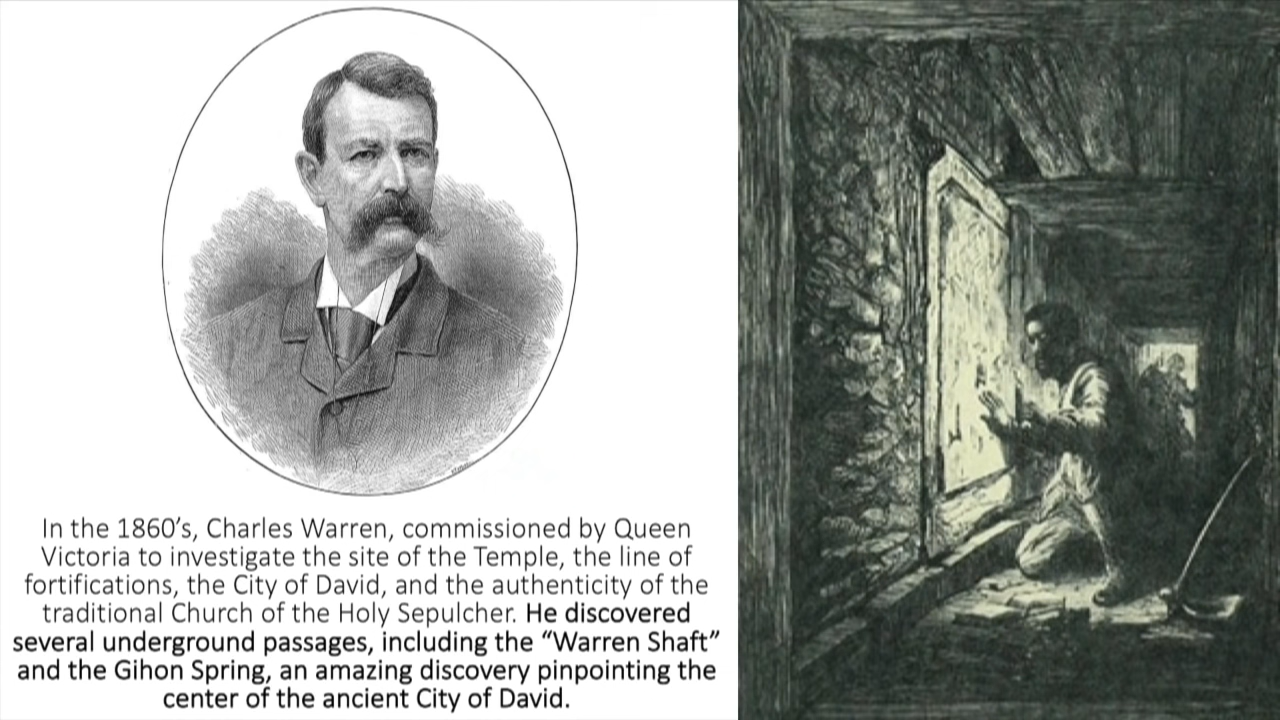 In the 1860’s, Charles Warren, commissioned by Queen
Victoria to investigate the site of the Temple, the line of
fortifications, the City of David, and the authenticity of the
traditional Church of the Holy Sepulcher. He discovered
several underground passages, including the “Warren Shaft”
and the Gihon Spring, an amazing discovery pinpointing the
center of the ancient City of David.